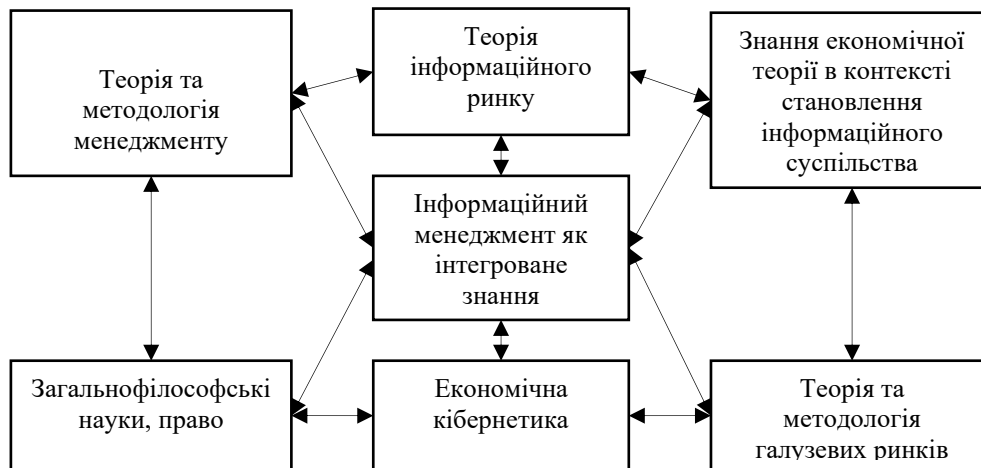 Теорія та
методологія
менеджменту
Теорія
інформаційного
ринку
Знання економічної
теорії в контексті
становлення
інформаційного
суспільства
Інформаційний
менеджмент як
інтегроване
знання
Загальнофілософські
науки, право
Економічна
кібернетика
Теорія та
методологія
галузевих ринків